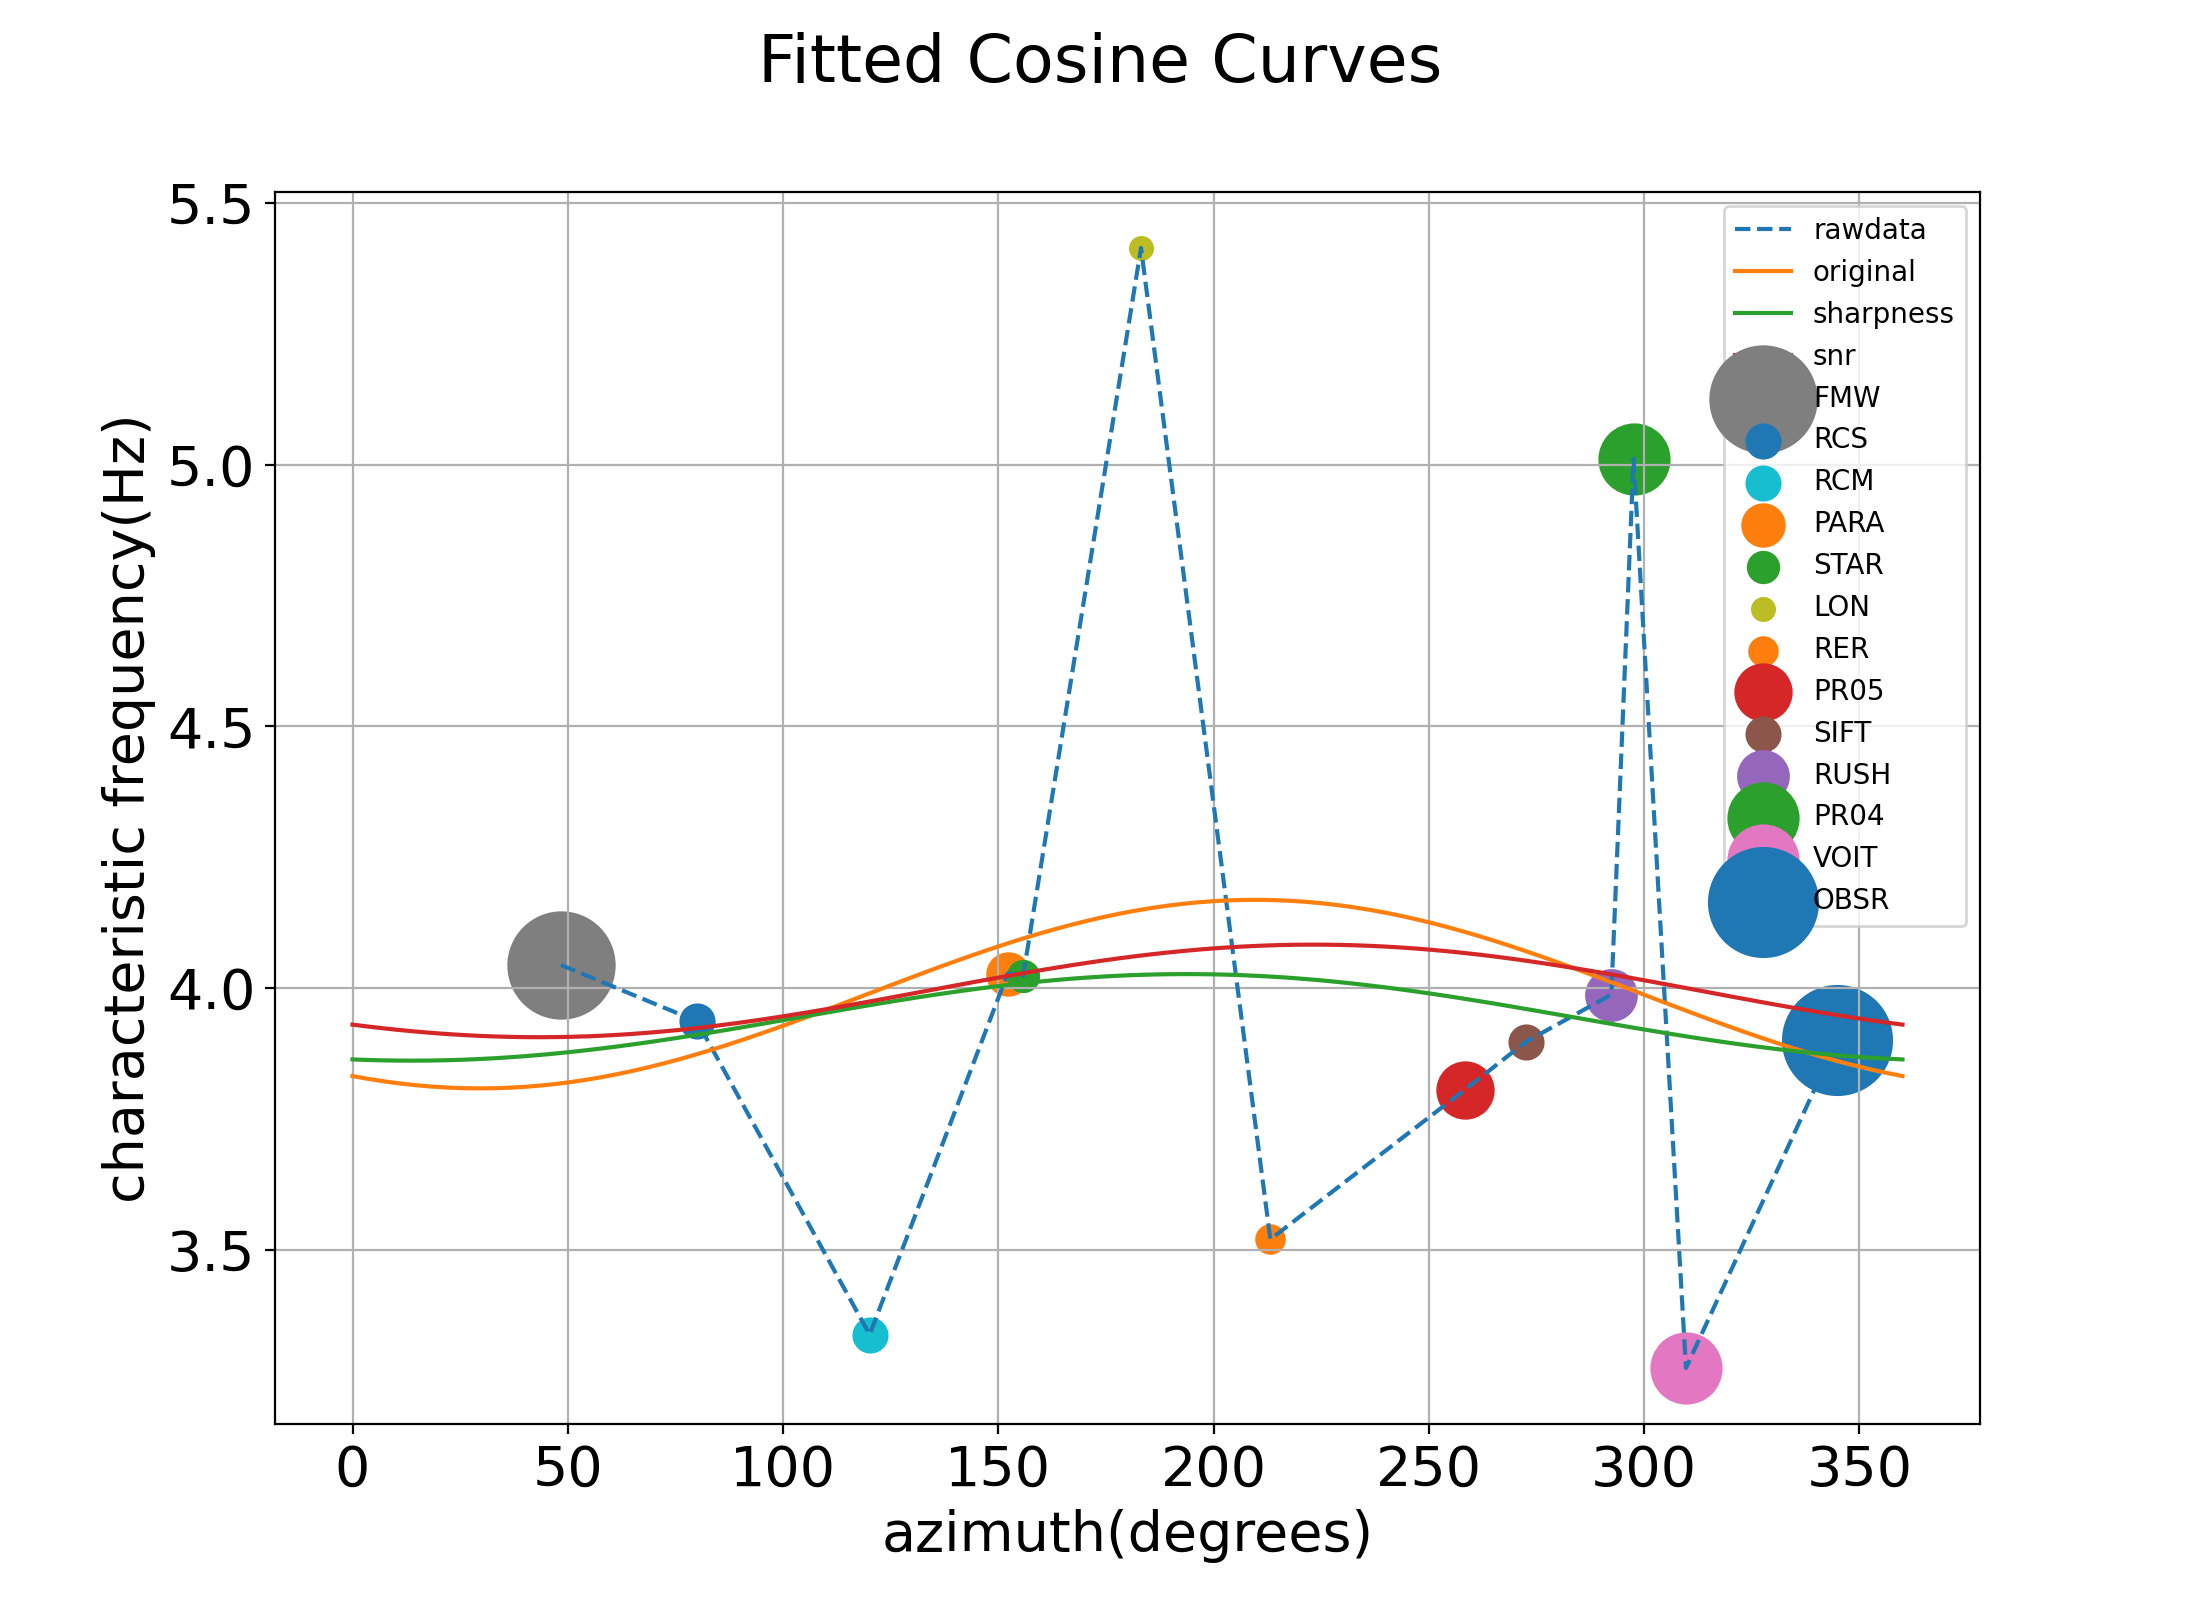 Fitted Cosine Curves
characteristic frequency(Hz)
5.5
5.0
4.5
4.0
3.5
0 50 100 150 200 250 300 350
azimuth(degrees)
rawdata
original
sharpness
snr
FMW
RCS
RCM
PARA
STAR
LON
RER
PR05
SIFT
RUSH
PR04
VOIT
OBSR